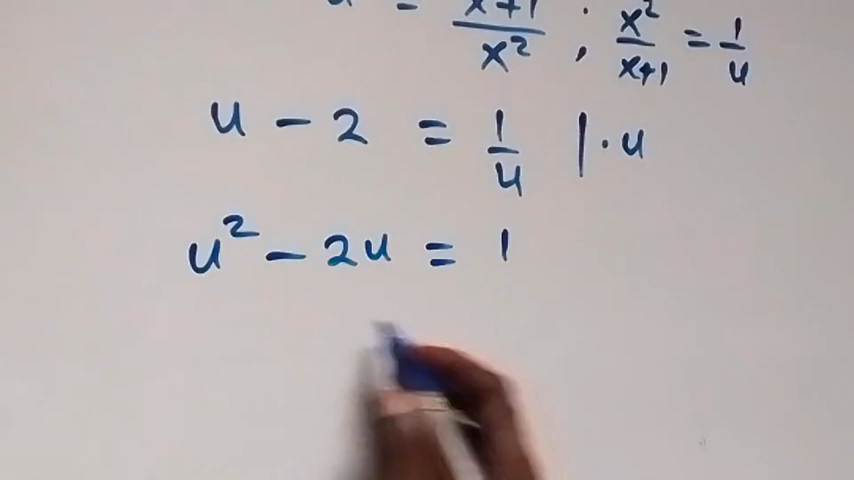 u = x+1/x² ; x²/x+1 = 1/u
u - 2 = 1/u | · u
u² - 2u = 1